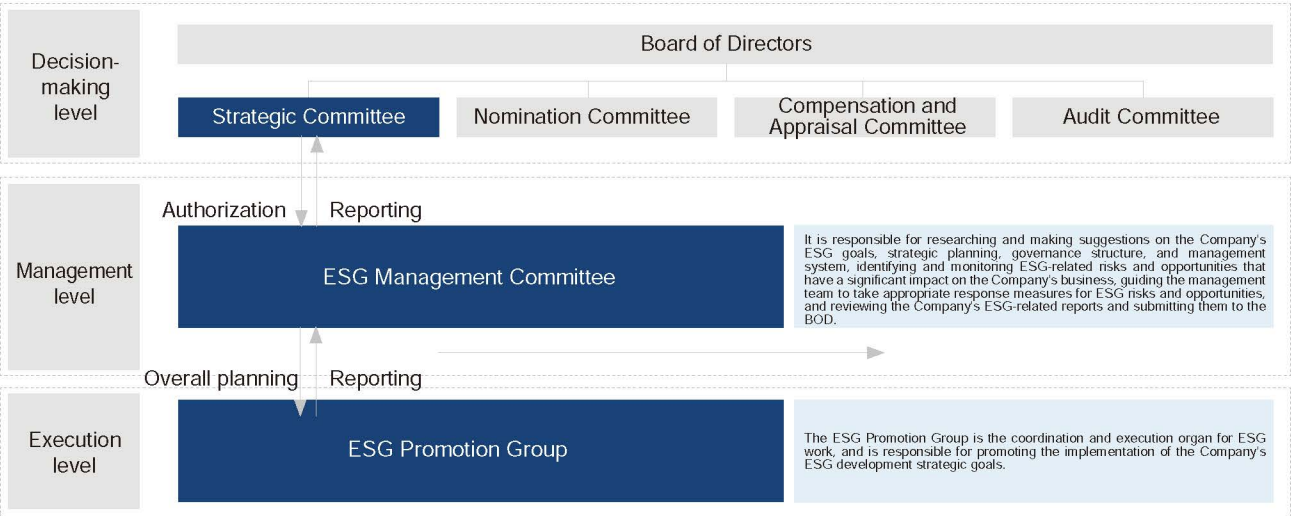 Decision-
making
level
Board of Directors
Strategic Committee
Nomination Committee
Compensation and
Appraisal Committee
Audit Committee
Authorization
Reporting
Management
level
ESG Management Committee
It is responsible for researching and making suggestions on the Company's
ESG goals, strategic planning, governance structure, and management
system, identifying and monitoring ESG-related risks and opportunities that
have a significant impact on the Company's business, guiding the management
team to take appropriate response measures for ESG risks and opportunities,
and reviewing the Company's ESG-related reports and submitting them to the
BOD.
Overall planning
Reporting
Execution
level
ESG Promotion Group
The ESG Promotion Group is the coordination and execution organ for ESG
work, and is responsible for promoting the implementation of the Company's
ESG development strategic goals.